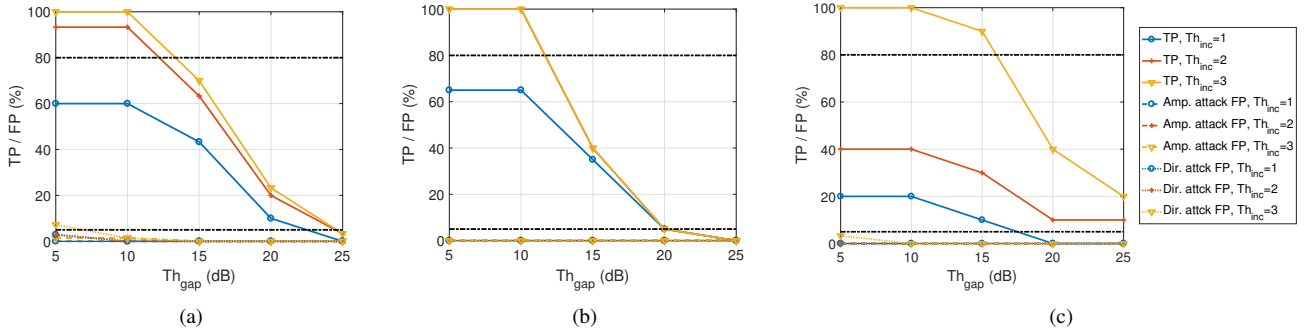 100
80
60
40
20
0
TP / FP (%)
5 10 15 20 25
Th_gap (dB)
(a)
100
80
60
40
20
0
TP / FP (%)
5 10 15 20 25
Th_gap (dB)
(b)
100
80
60
40
20
0
TP / FP (%)
5 10 15 20 25
Th_gap (dB)
(c)
TP, Th_inc=1
TP, Th_inc=2
TP, Th_inc=3
Amp. attack FP, Th_inc=1
Amp. attack FP, Th_inc=2
Amp. attack FP, Th_inc=3
Dir. attck FP, Th_inc=1
Dir. attck FP, Th_inc=2
Dir. attck FP, Th_inc=3